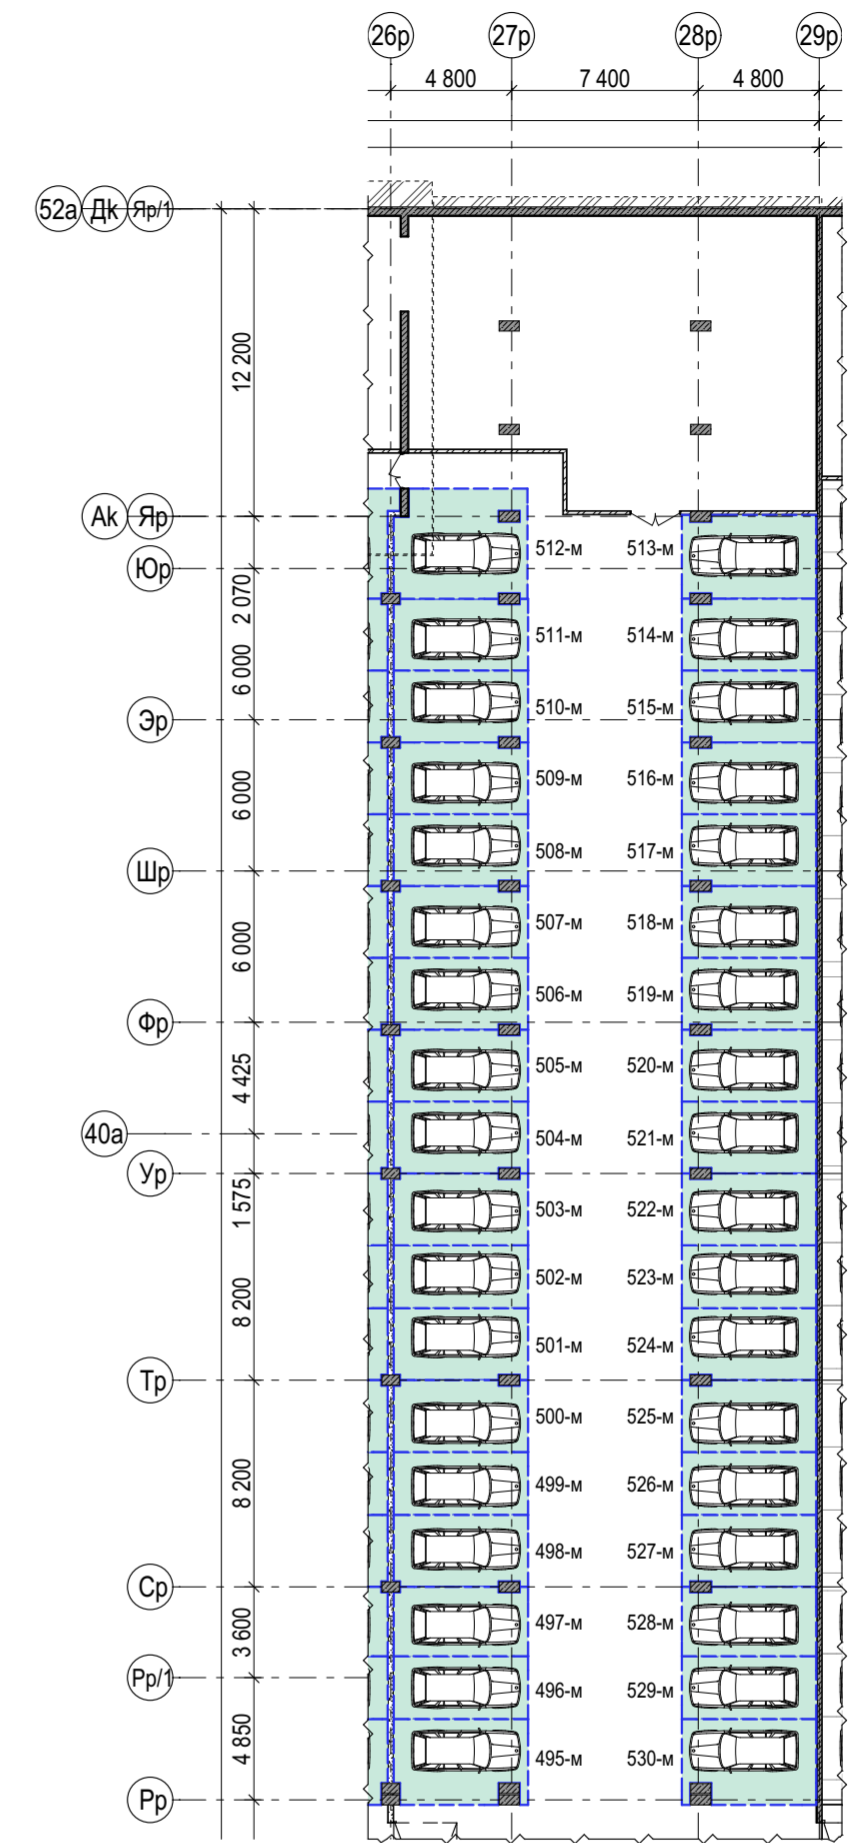 26р 27р 28р 29р
4 800 7 400 4 800
52а Дк Яр/1
12 200
Ак Яр
512-м 513-м
Юр
2 070
511-м 514-м
6 000
510-м 515-м
Эр
509-м 516-м
6 000
508-м 517-м
Шр
507-м 518-м
6 000
506-м 519-м
Фр
505-м 520-м
4 425
504-м 521-м
40а
Ур
1 575
503-м 522-м
502-м 523-м
8 200
501-м 524-м
Тр
500-м 525-м
499-м 526-м
8 200
498-м 527-м
Ср
497-м 528-м
3 600
Рр/1
496-м 529-м
4 850
495-м 530-м
Рр